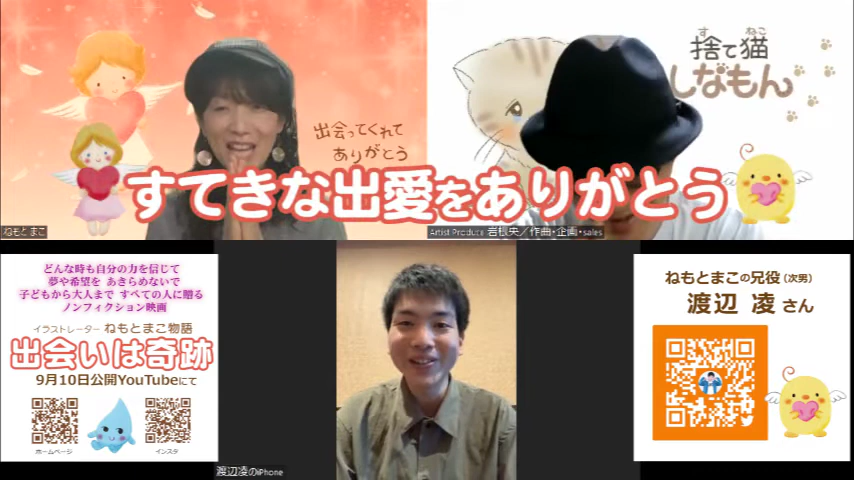 捨て猫
すてねこ
しなもん
出会ってくれて
ありがとう
すてきな出愛をありがとう
ねもと まこ
Artist Produce 岩根央/作曲・企画・sales
どんな時も自分の力を信じて
夢や希望を あきらめないで
子どもから大人まで すべての人に贈る
ノンフィクション映画
イラストレーター ねもとまこ物語
出会いは奇跡
9月10日公開YouTubeにて
ホームページ
インスタ
渡辺凌のiPhone
ねもとまこの兄役(次男)
渡辺 凌さん